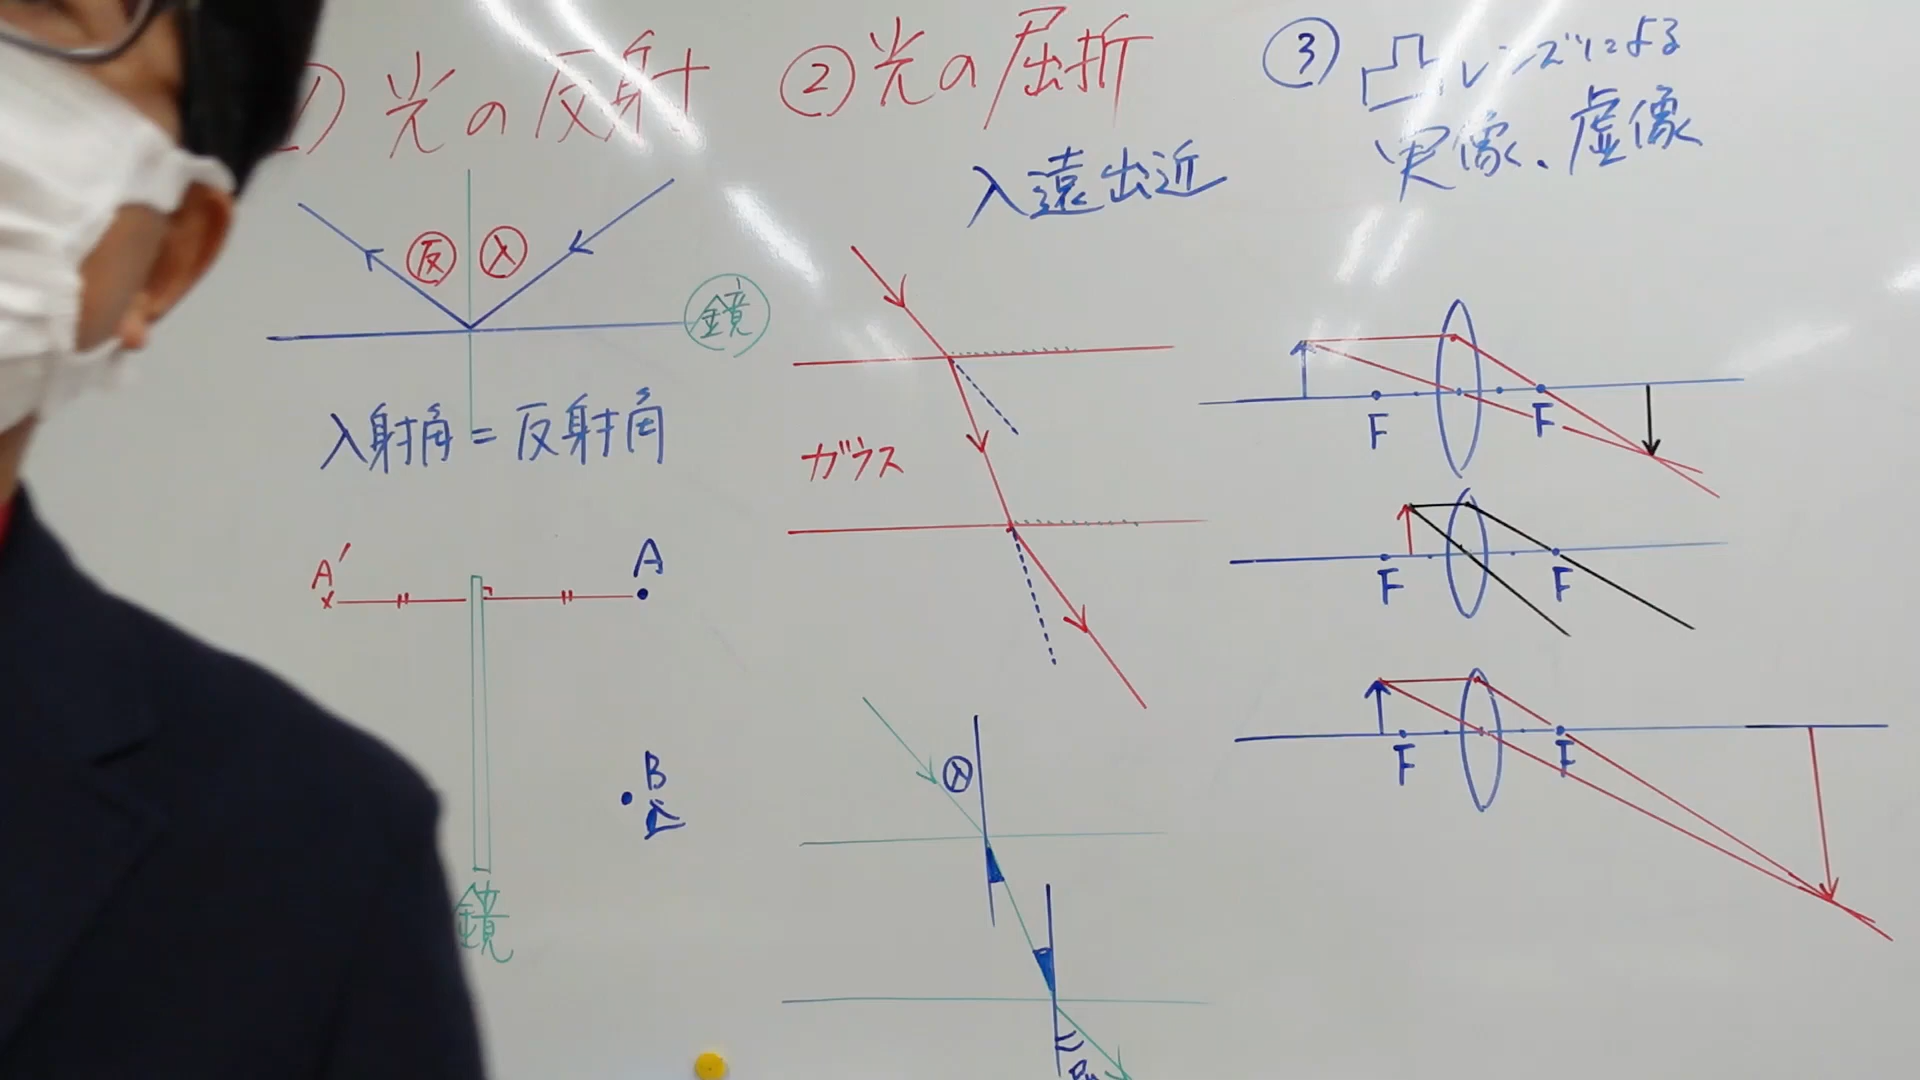 ① 光の反射
反 入
鏡
入射角 = 反射角
A' A
B
鏡
② 光の屈折
入遠出近
ガラス
入
③ 凸レンズによる
実像、虚像
F F
F F
F F